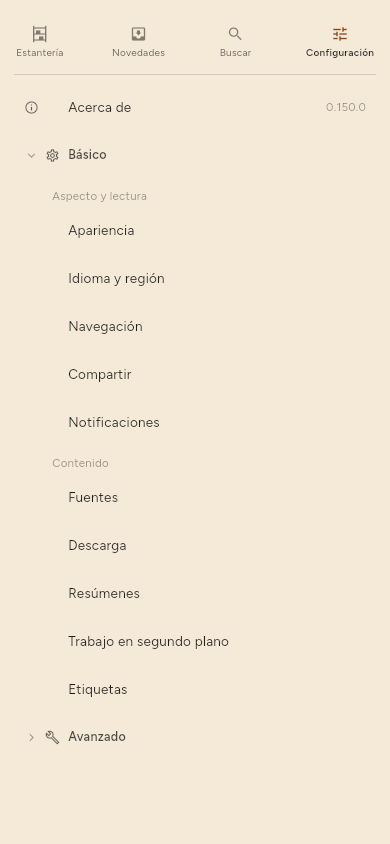 Estantería
Novedades
Buscar
Configuración
Acerca de 0.150.0
Básico
Aspecto y lectura
Apariencia
Idioma y región
Navegación
Compartir
Notificaciones
Contenido
Fuentes
Descarga
Resúmenes
Trabajo en segundo plano
Etiquetas
Avanzado